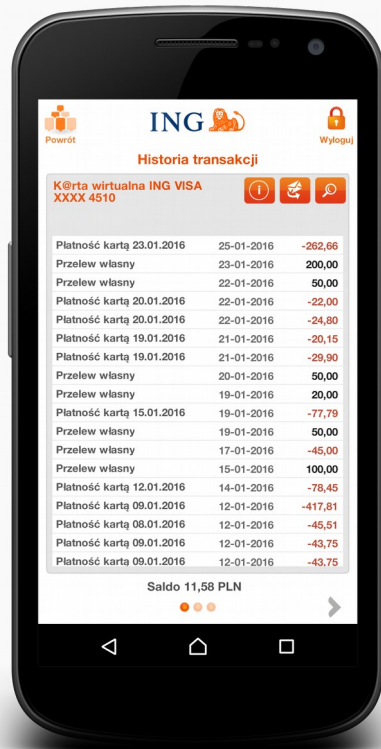 ING
Powrót
Wyloguj
Historia transakcji
K@rta wirtualna ING VISA
XXXX 4510
Płatność kartą 23.01.2016 25-01-2016 -262,66
Przelew własny 23-01-2016 200,00
Przelew własny 22-01-2016 50,00
Płatność kartą 20.01.2016 22-01-2016 -22,00
Płatność kartą 20.01.2016 22-01-2016 -24,80
Płatność kartą 19.01.2016 21-01-2016 -20,15
Płatność kartą 19.01.2016 21-01-2016 -29,90
Przelew własny 20-01-2016 50,00
Przelew własny 19-01-2016 20,00
Płatność kartą 15.01.2016 19-01-2016 -77,79
Przelew własny 19-01-2016 50,00
Przelew własny 17-01-2016 -45,00
Przelew własny 15-01-2016 100,00
Płatność kartą 12.01.2016 14-01-2016 -78,45
Płatność kartą 09.01.2016 12-01-2016 -417,81
Płatność kartą 08.01.2016 12-01-2016 -45,51
Płatność kartą 09.01.2016 12-01-2016 -43,75
Płatność kartą 09.01.2016 12-01-2016 -43,75
Saldo 11,58 PLN